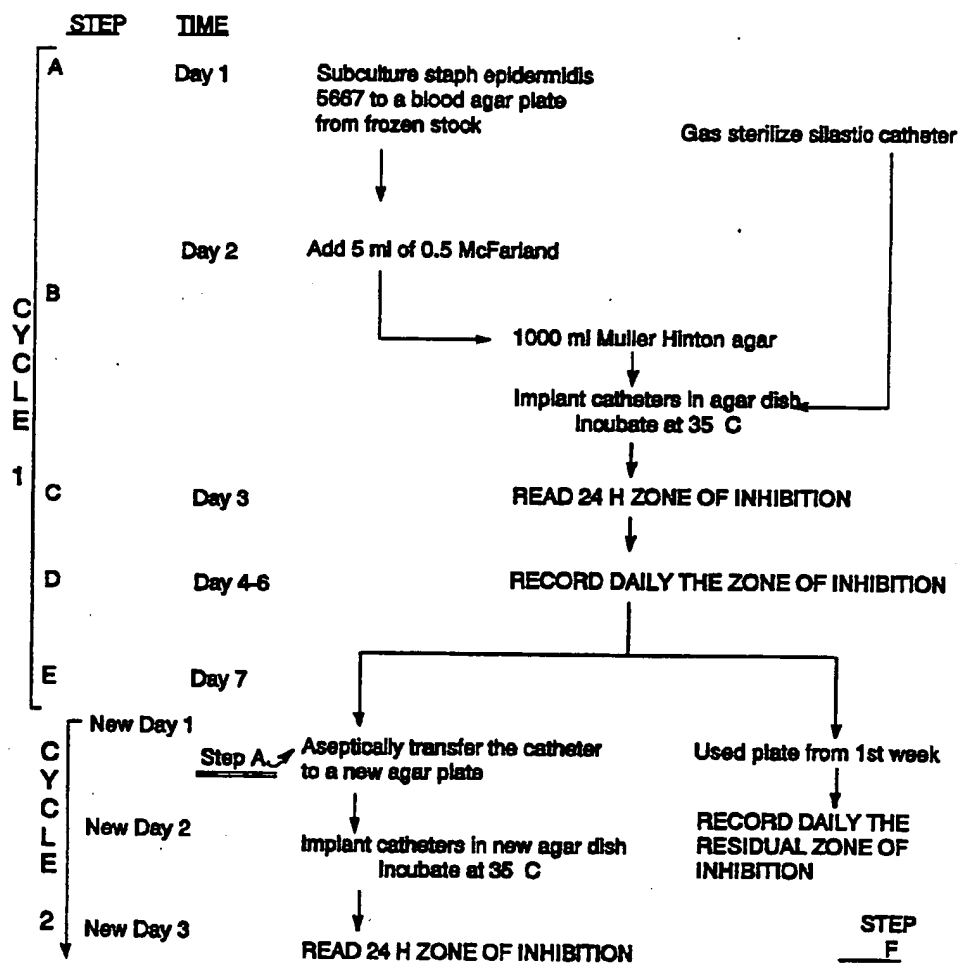 STEP TIME
A Day 1 Subculture staph epidermidis
5667 to a blood agar plate
from frozen stock
Gas sterilize silastic catheter
Day 2 Add 5 ml of 0.5 McFarland
B
CYCLE 1
1000 ml Muller Hinton agar
Implant catheters in agar dish
Incubate at 35 C
C Day 3 READ 24 H ZONE OF INHIBITION
D Day 4-6 RECORD DAILY THE ZONE OF INHIBITION
E Day 7
New Day 1
CYCLE 2
Step A Aseptically transfer the catheter
to a new agar plate
Used plate from 1st week
New Day 2
Implant catheters in new agar dish
Incubate at 35 C
RECORD DAILY THE
RESIDUAL ZONE OF
INHIBITION
New Day 3
READ 24 H ZONE OF INHIBITION
STEP
F